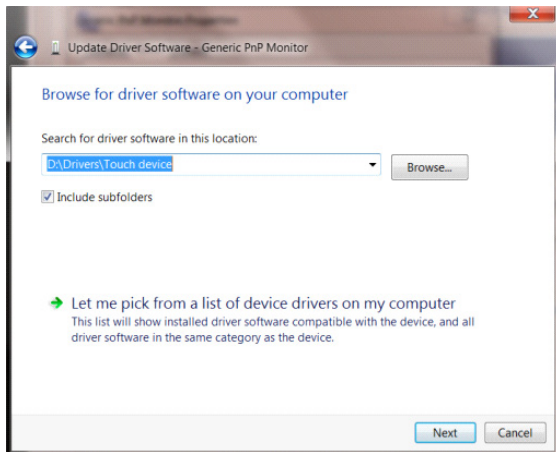 Update Driver Software - Generic PnP Monitor
Browse for driver software on your computer
Search for driver software in this location:
D:\Drivers\Touch device
Browse...
Include subfolders
Let me pick from a list of device drivers on my computer
This list will show installed driver software compatible with the device, and all
driver software in the same category as the device.
Next
Cancel